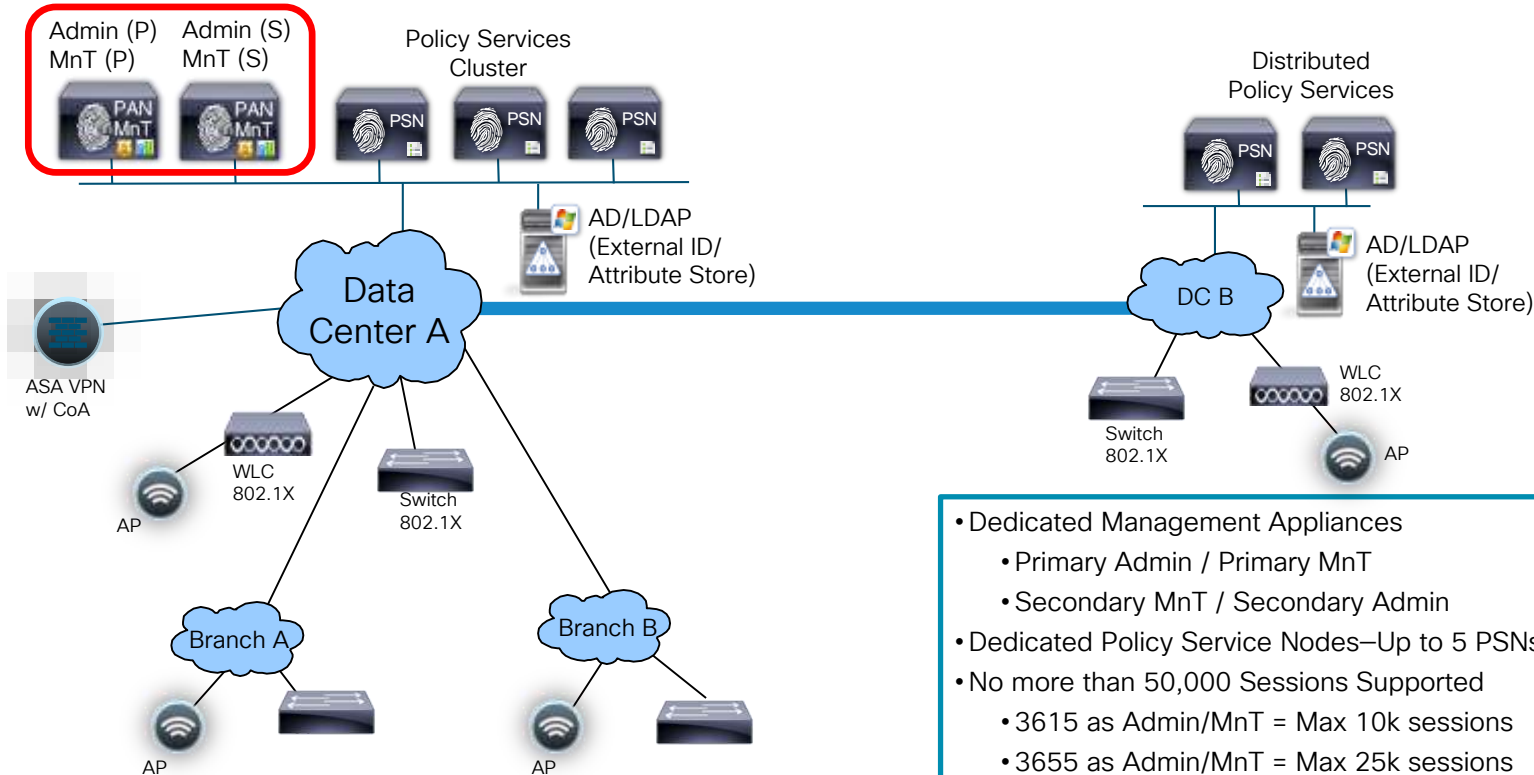 Admin (P)
MnT (P)
Admin (S)
MnT (S)
PAN
MnT
PAN
MnT
Policy Services
Cluster
PSN
PSN
PSN
Distributed
Policy Services
PSN
PSN
AD/LDAP
(External ID/
Attribute Store)
AD/LDAP
(External ID/
Attribute Store)
Data
Center A
DC B
ASA VPN
w/ CoA
WLC
802.1X
AP
Switch
802.1X
Switch
802.1X
WLC
802.1X
AP
Branch A
AP
Branch B
AP
• Dedicated Management Appliances
• Primary Admin / Primary MnT
• Secondary MnT / Secondary Admin
• Dedicated Policy Service Nodes—Up to 5 PSNs
• No more than 50,000 Sessions Supported
• 3615 as Admin/MnT = Max 10k sessions
• 3655 as Admin/MnT = Max 25k sessions